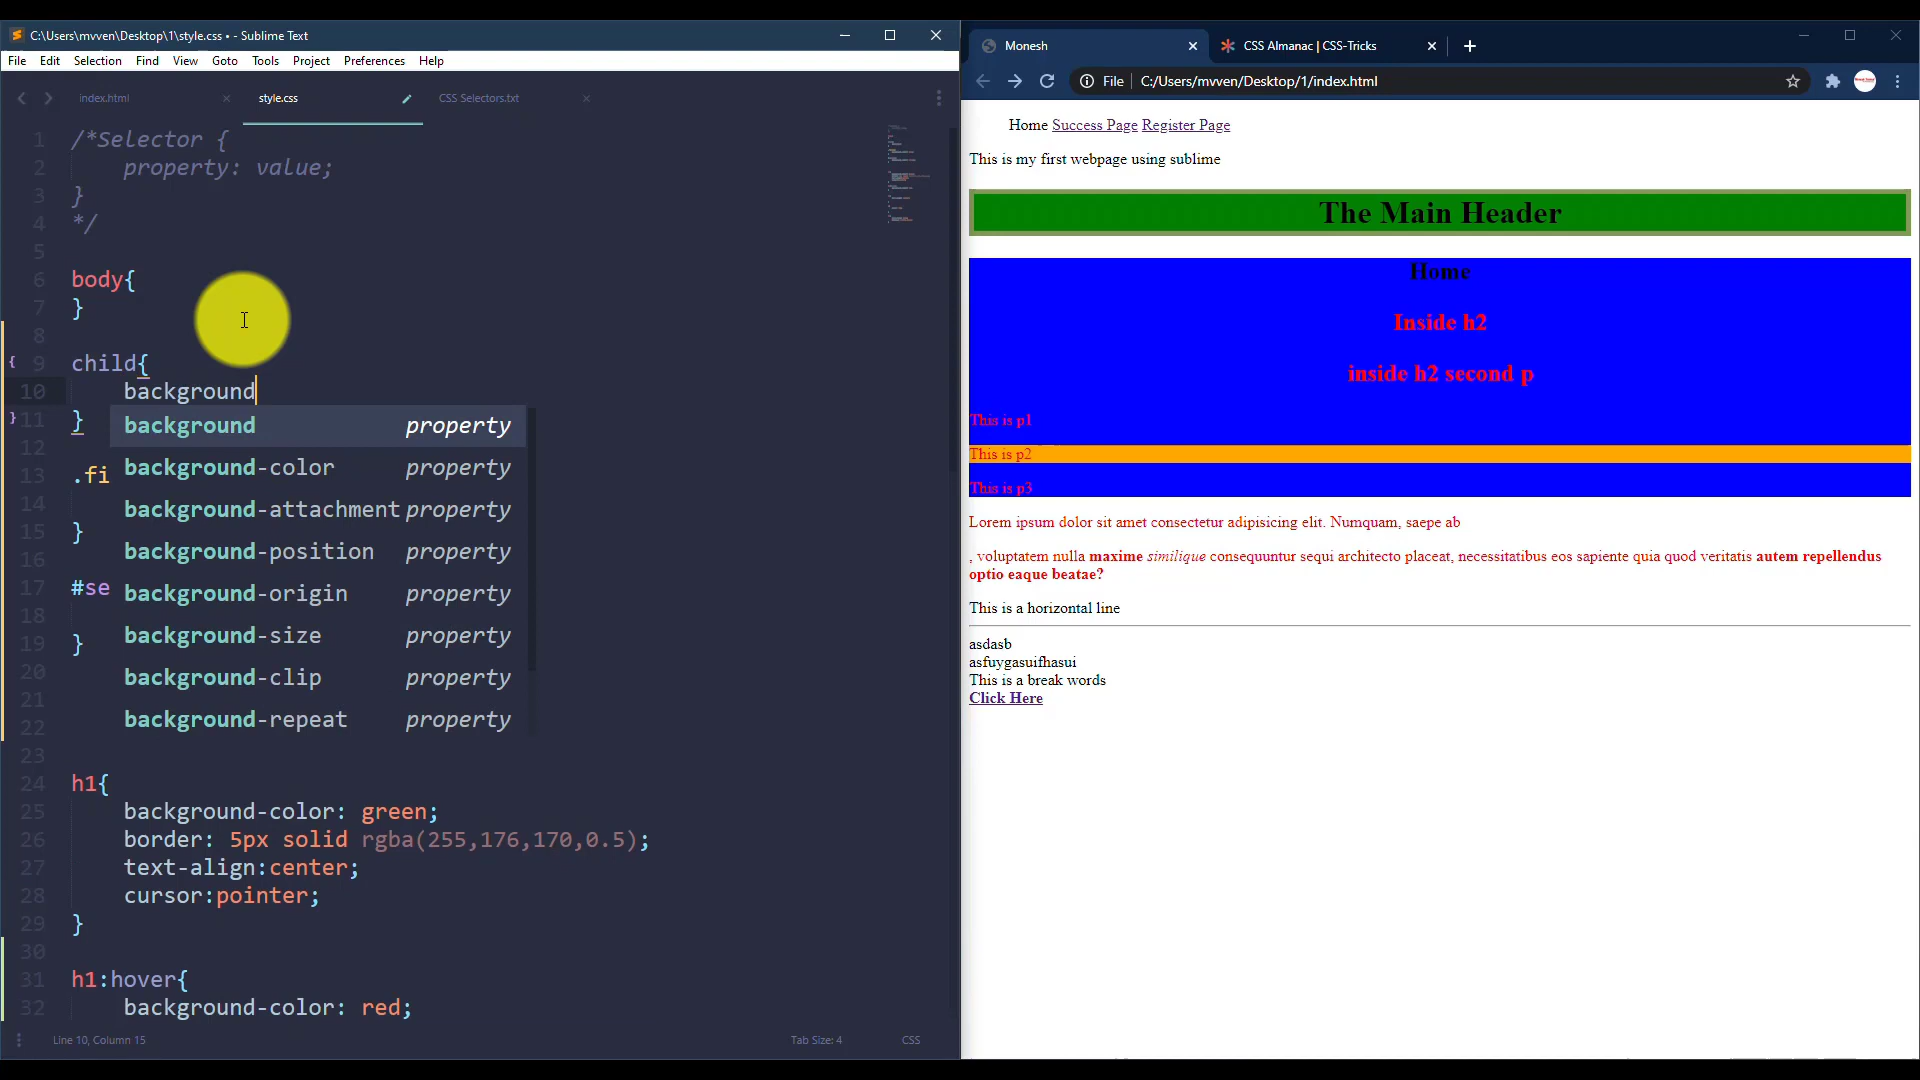 C:\Users\mvven\Desktop\1\style.css • - Sublime Text
File Edit Selection Find View Goto Tools Project Preferences Help
index.html
style.css
CSS Selectors.txt
1 /*Selector {
2 property: value;
3 }
4 */
5
6 body{
7 }
8
9 child{
10 background
11 }
12
13 .fi
14
15 }
16
17 #se
18
19 }
20
21
22
23
24 h1{
25 background-color: green;
26 border: 5px solid rgba(255,176,170,0.5);
27 text-align:center;
28 cursor:pointer;
29 }
30
31 h1:hover{
32 background-color: red;
background property
background-color property
background-attachment property
background-position property
background-origin property
background-size property
background-clip property
background-repeat property
Line 10, Column 15
Tab Size: 4
CSS
Monesh
CSS Almanac | CSS-Tricks
File C:/Users/mvven/Desktop/1/index.html
Home Success Page Register Page
This is my first webpage using sublime
The Main Header
Home
Inside h2
inside h2 second p
This is p1
This is p2
This is p3
Lorem ipsum dolor sit amet consectetur adipisicing elit. Numquam, saepe ab
, voluptatem nulla maxime similique consequuntur sequi architecto placeat, necessitatibus eos sapiente quia quod veritatis autem repellendus
optio eaque beatae?
This is a horizontal line
asdasb
asfuygasuifhasui
This is a break words
Click Here